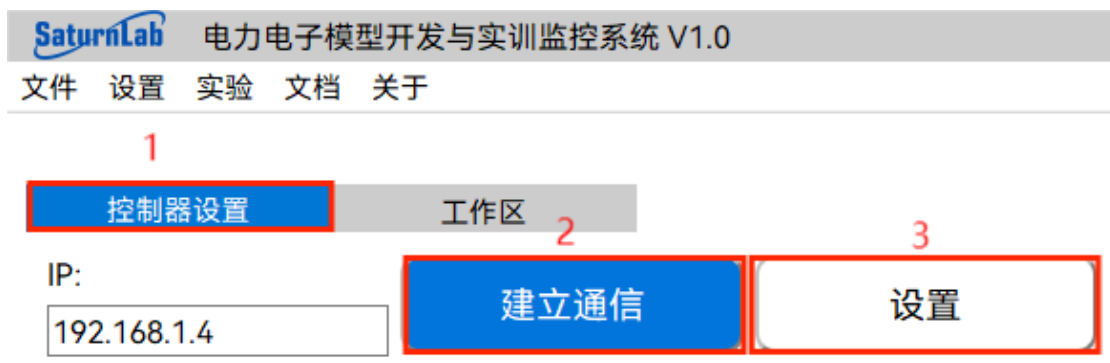 SaturnLab 电力电子模型开发与实训监控系统 V1.0
文件 设置 实验 文档 关于
1
控制器设置 工作区
2 3
IP:
建立通信 设置
192.168.1.4